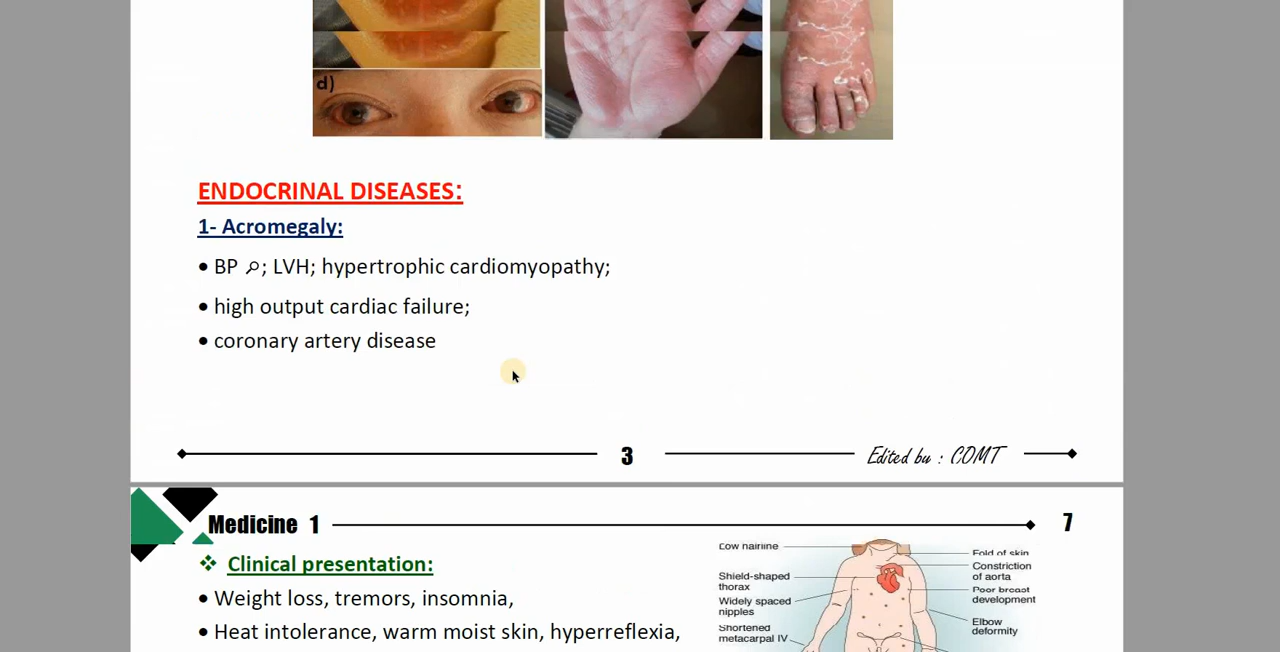 d)
ENDOCRINAL DISEASES:
1- Acromegaly:
• BP ⌕; LVH; hypertrophic cardiomyopathy;
• high output cardiac failure;
• coronary artery disease
3
Edited by : COMT
Medicine 1
7
❖ Clinical presentation:
• Weight loss, tremors, insomnia,
• Heat intolerance, warm moist skin, hyperreflexia,
Low hairline
Shield-shaped
thorax
Widely spaced
nipples
Shortened
metacarpal IV
Fold of skin
Constriction
of aorta
Poor breast
development
Elbow
deformity